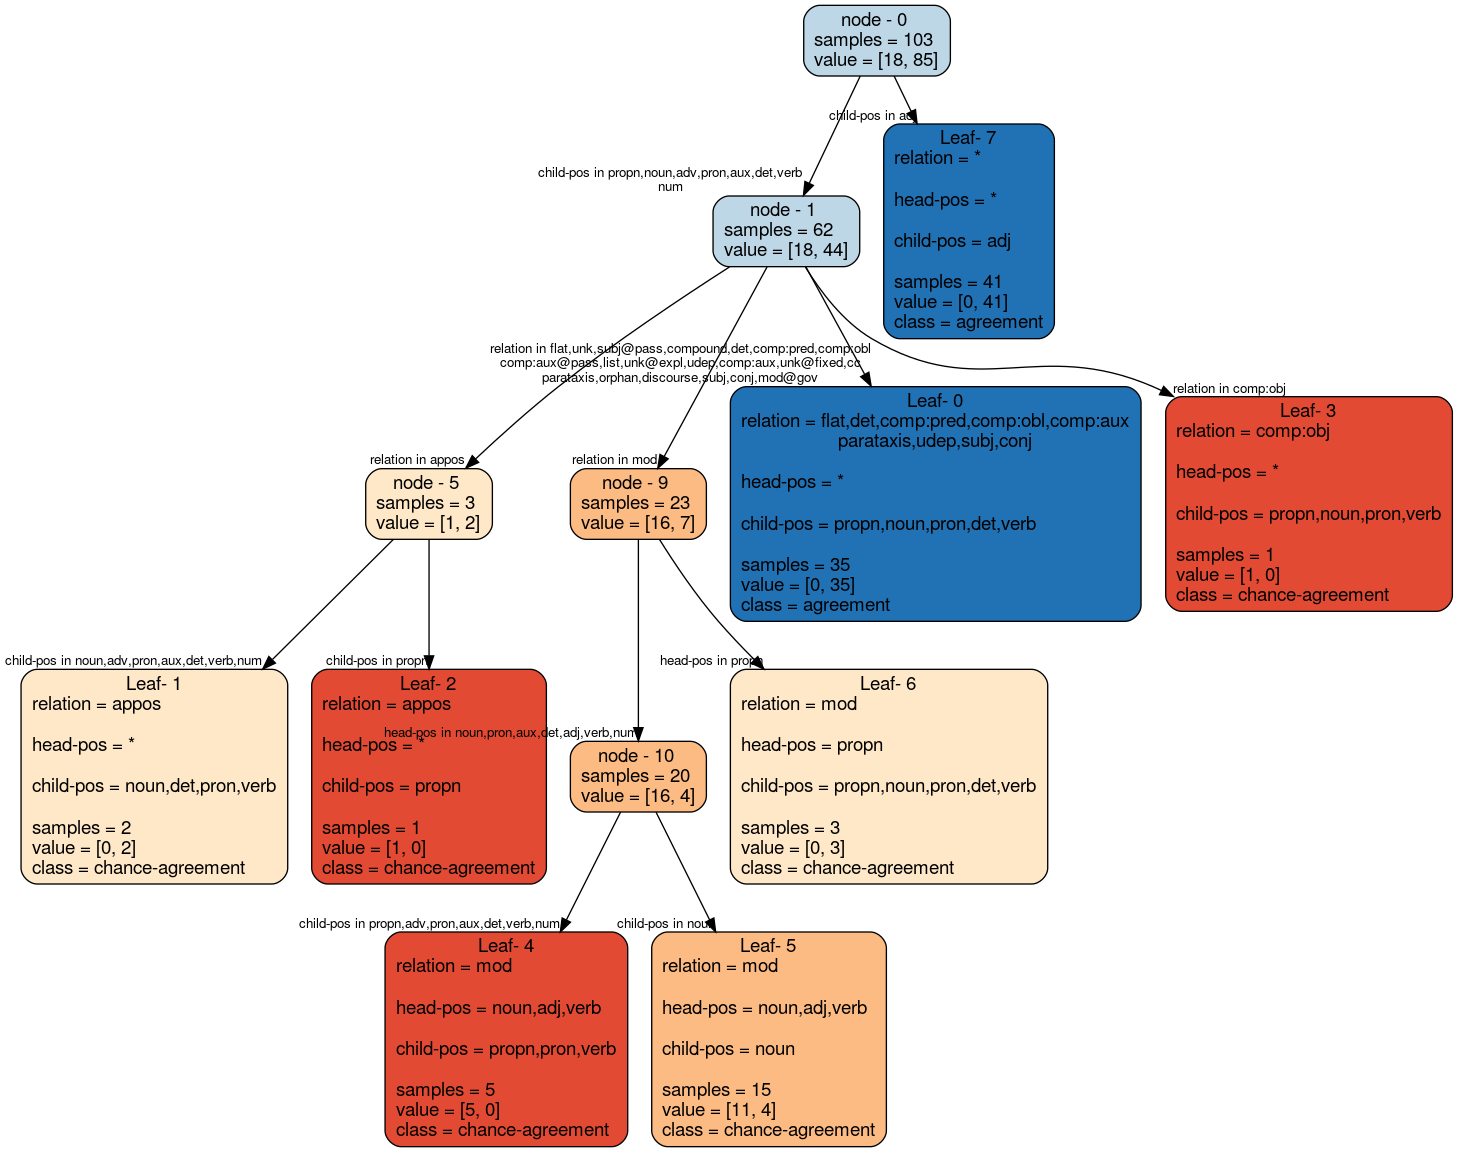 node - 0
samples = 103
value = [18, 85]
child-pos in adj
Leaf- 7
relation = *
head-pos = *
child-pos = adj
samples = 41
value = [0, 41]
class = agreement
child-pos in propn,noun,adv,pron,aux,det,verb
num
node - 1
samples = 62
value = [18, 44]
relation in flat,unk,subj@pass,compound,det,comp:pred,comp:obl
comp:aux@pass,list,unk@expl,udep,comp:aux,unk@fixed,cc
parataxis,orphan,discourse,subj,conj,mod@gov
relation in comp:obj
Leaf- 0
relation = flat,det,comp:pred,comp:obl,comp:aux
parataxis,udep,subj,conj
head-pos = *
child-pos = propn,noun,pron,det,verb
samples = 35
value = [0, 35]
class = agreement
Leaf- 3
relation = comp:obj
head-pos = *
child-pos = propn,noun,pron,verb
samples = 1
value = [1, 0]
class = chance-agreement
relation in appos
node - 5
samples = 3
value = [1, 2]
relation in mod
node - 9
samples = 23
value = [16, 7]
child-pos in noun,adv,pron,aux,det,verb,num
Leaf- 1
relation = appos
head-pos = *
child-pos = noun,det,pron,verb
samples = 2
value = [0, 2]
class = chance-agreement
child-pos in propn
Leaf- 2
relation = appos
head-pos = *
child-pos = propn
samples = 1
value = [1, 0]
class = chance-agreement
head-pos in noun,pron,aux,det,adj,verb,num
node - 10
samples = 20
value = [16, 4]
head-pos in propn
Leaf- 6
relation = mod
head-pos = propn
child-pos = propn,noun,pron,det,verb
samples = 3
value = [0, 3]
class = chance-agreement
child-pos in propn,adv,pron,aux,det,verb,num
Leaf- 4
relation = mod
head-pos = noun,adj,verb
child-pos = propn,pron,verb
samples = 5
value = [5, 0]
class = chance-agreement
child-pos in noun
Leaf- 5
relation = mod
head-pos = noun,adj,verb
child-pos = noun
samples = 15
value = [11, 4]
class = chance-agreement